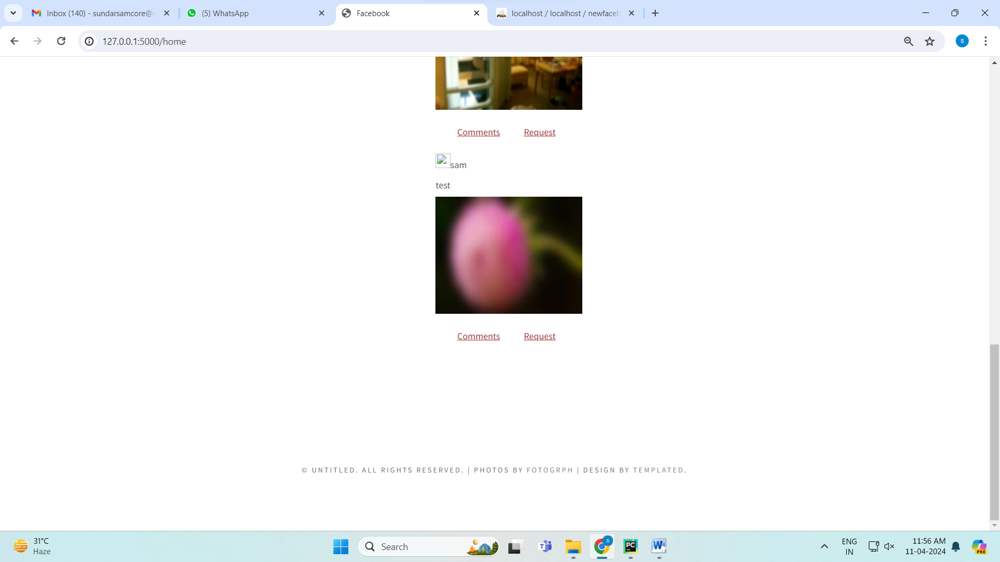 Inbox (140) - sundarsamcore@g
(5) WhatsApp
Facebook
localhost / localhost / newfaceb
127.0.0.1:5000/home
S
Comments Request
sam
test
Comments Request
© UNTITLED. ALL RIGHTS RESERVED. | PHOTOS BY FOTOGRPH | DESIGN BY TEMPLATED.
31°C
Haze
Search
S
PC
W
ENG
IN
11:56 AM
11-04-2024
PRE